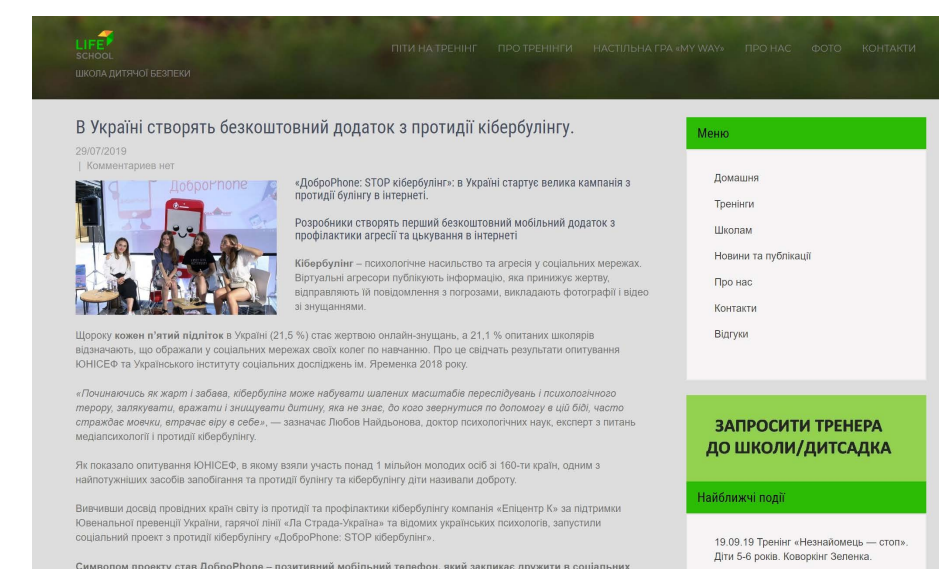 LIFE
SCHOOL
ШКОЛА ДИТЯЧОЇ БЕЗПЕКИ
ПІТИ НА ТРЕНІНГ ПРО ТРЕНІНГИ НАСТІЛЬНА ГРА «MY WAY» ПРО НАС ФОТО КОНТАКТИ
В Україні створять безкоштовний додаток з протидії кібербулінгу.
29/07/2019
| Комментариев нет
ДоброPhone
«ДоброPhone: STOP кібербулінг»: в Україні стартує велика кампанія з
протидії булінгу в інтернеті.
Розробники створять перший безкоштовний мобільний додаток з
профілактики агресії та цькування в інтернеті
Кібербулінг – психологічне насильство та агресія у соціальних мережах.
Віртуальні агресори публікують інформацію, яка принижує жертву,
відправляють їй повідомлення з погрозами, викладають фотографії і відео
зі знущаннями.
Щороку кожен п'ятий підліток в Україні (21,5 %) стає жертвою онлайн-знущань, а 21,1 % опитаних школярів
відзначають, що ображали у соціальних мережах своїх колег по навчанню. Про це свідчать результати опитування
ЮНІСЕФ та Українського інституту соціальних досліджень ім. Яременка 2018 року.
«Починаючись як жарт і забава, кібербулінг може набувати шалених масштабів переслідувань і психологічного
терору, залякувати, вражати і знищувати дитину, яка не знає, до кого звернутися по допомогу в цій біді, часто
страждає мовчки, втрачає віру в себе», — зазначає Любов Найдьонова, доктор психологічних наук, експерт з питань
медіапсихології і протидії кібербулінгу.
Як показало опитування ЮНІСЕФ, в якому взяли участь понад 1 мільйон молодих осіб зі 160-ти країн, одним з
найпотужніших засобів запобігання та протидії булінгу та кібербулінгу діти називали доброту.
Вивчивши досвід провідних країн світу із протидії та профілактики кібербулінгу компанія «Епіцентр К» за підтримки
Ювенальної превенції України, гарячої лінії «Ла Страда-Україна» та відомих українських психологів, запустили
соціальний проект з протидії кібербулінгу «ДоброPhone: STOP кібербулінг».
Символом проекту став ДоброPhone – позитивний мобільний телефон, який закликає дружити в соціальних
Меню
Домашня
Тренінги
Школам
Новини та публікації
Про нас
Контакти
Відгуки
ЗАПРОСИТИ ТРЕНЕРА
ДО ШКОЛИ/ДИТСАДКА
Найближчі події
19.09.19 Тренінг «Незнайомець — стоп».
Діти 5-6 років. Коворкінг Зеленка.